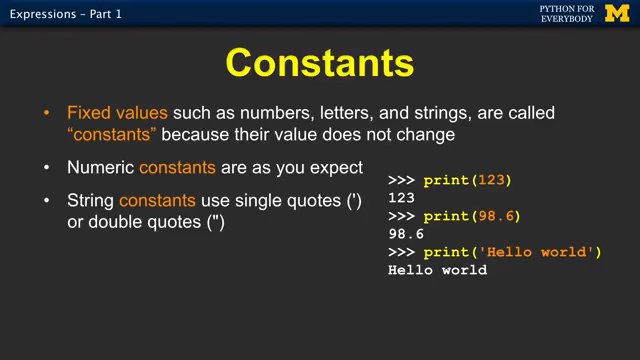 Expressions – Part 1
PYTHON FOR
EVERYBODY
M
Constants
• Fixed values such as numbers, letters, and strings, are called
“constants” because their value does not change
• Numeric constants are as you expect
• String constants use single quotes (')
or double quotes (")
>>> print(123)
123
>>> print(98.6)
98.6
>>> print('Hello world')
Hello world